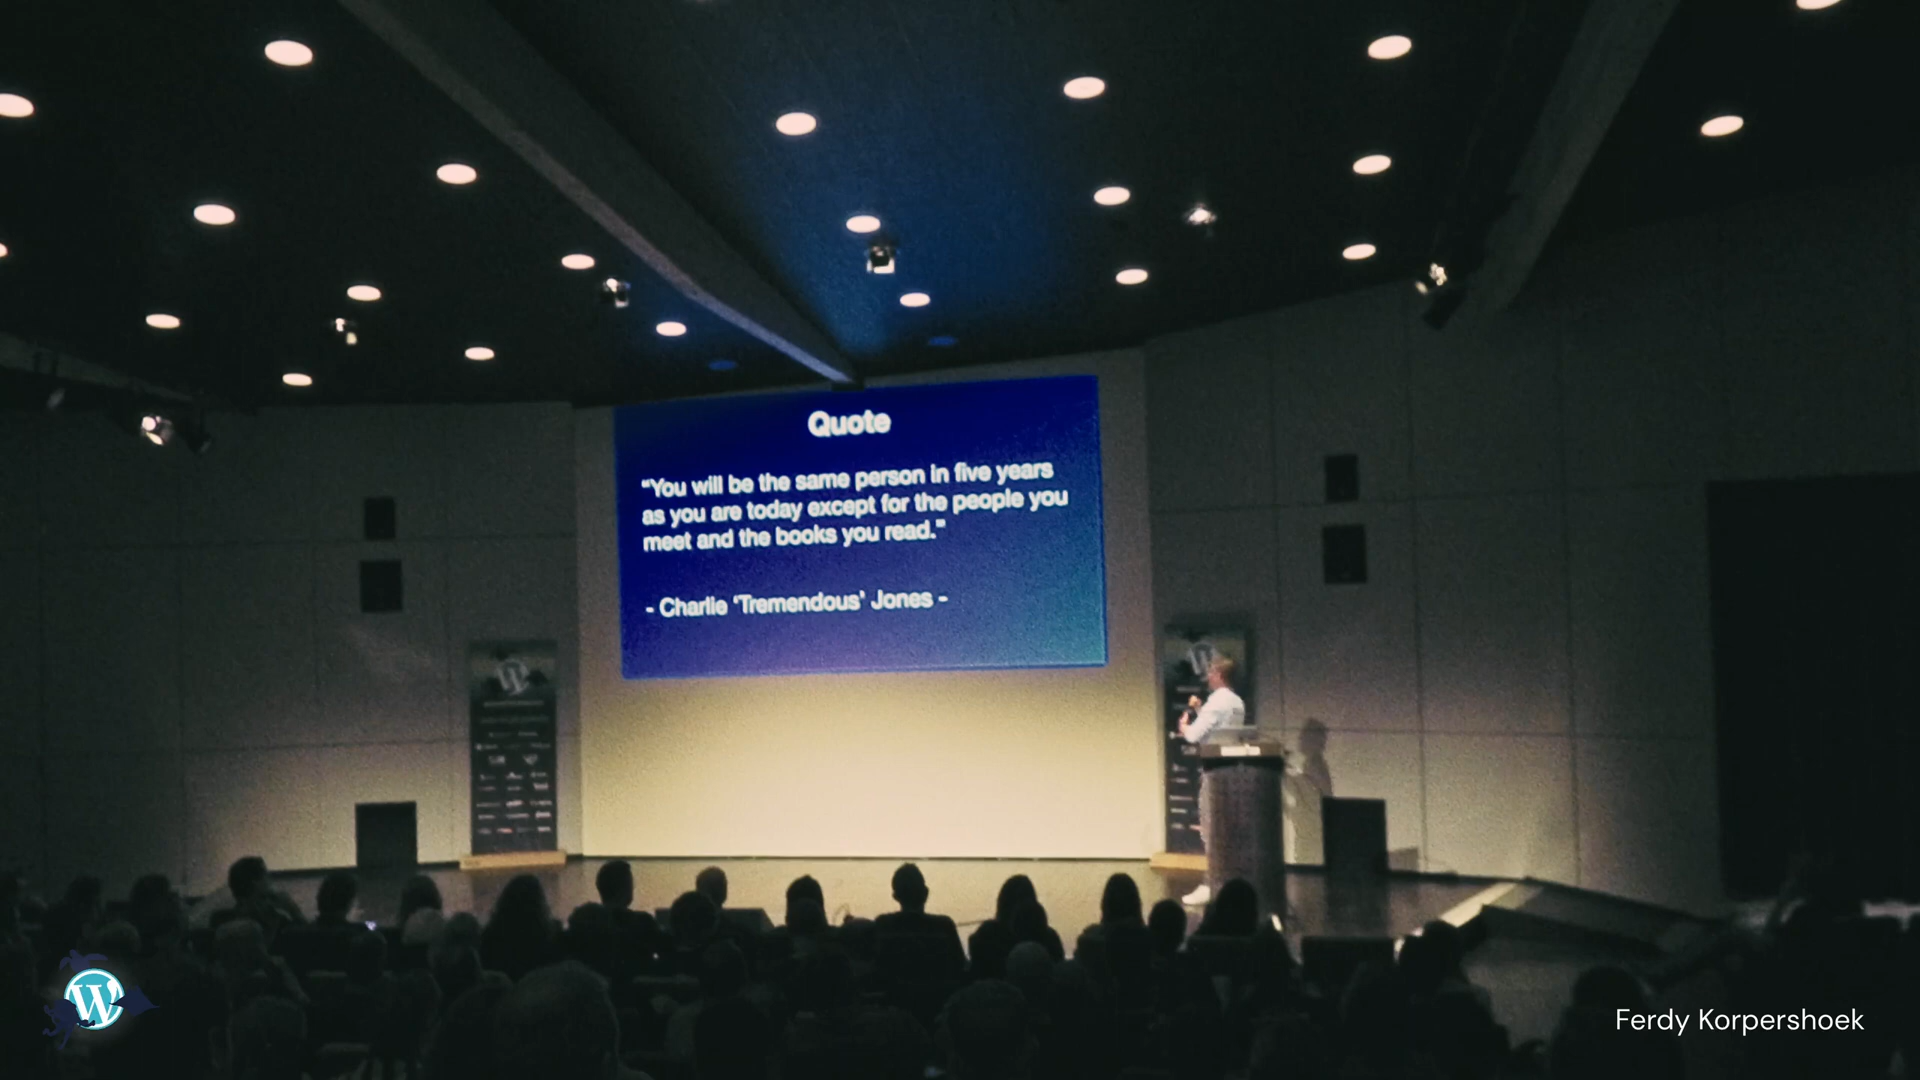 Quote
“You will be the same person in five years
as you are today except for the people you
meet and the books you read.”
- Charlie ‘Tremendous’ Jones -
Ferdy Korpershoek